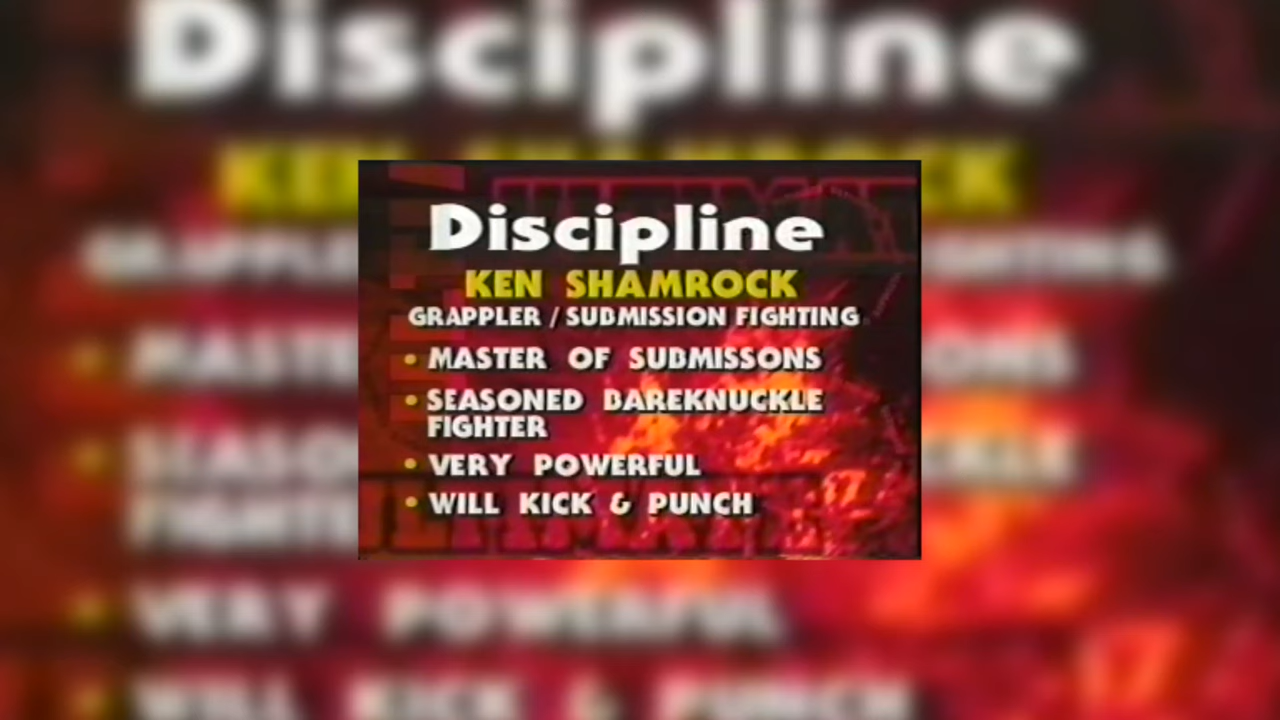 Discipline
KEN SHAMROCK
GRAPPLER / SUBMISSION FIGHTING
• MASTER OF SUBMISSONS
• SEASONED BAREKNUCKLE
FIGHTER
• VERY POWERFUL
• WILL KICK & PUNCH